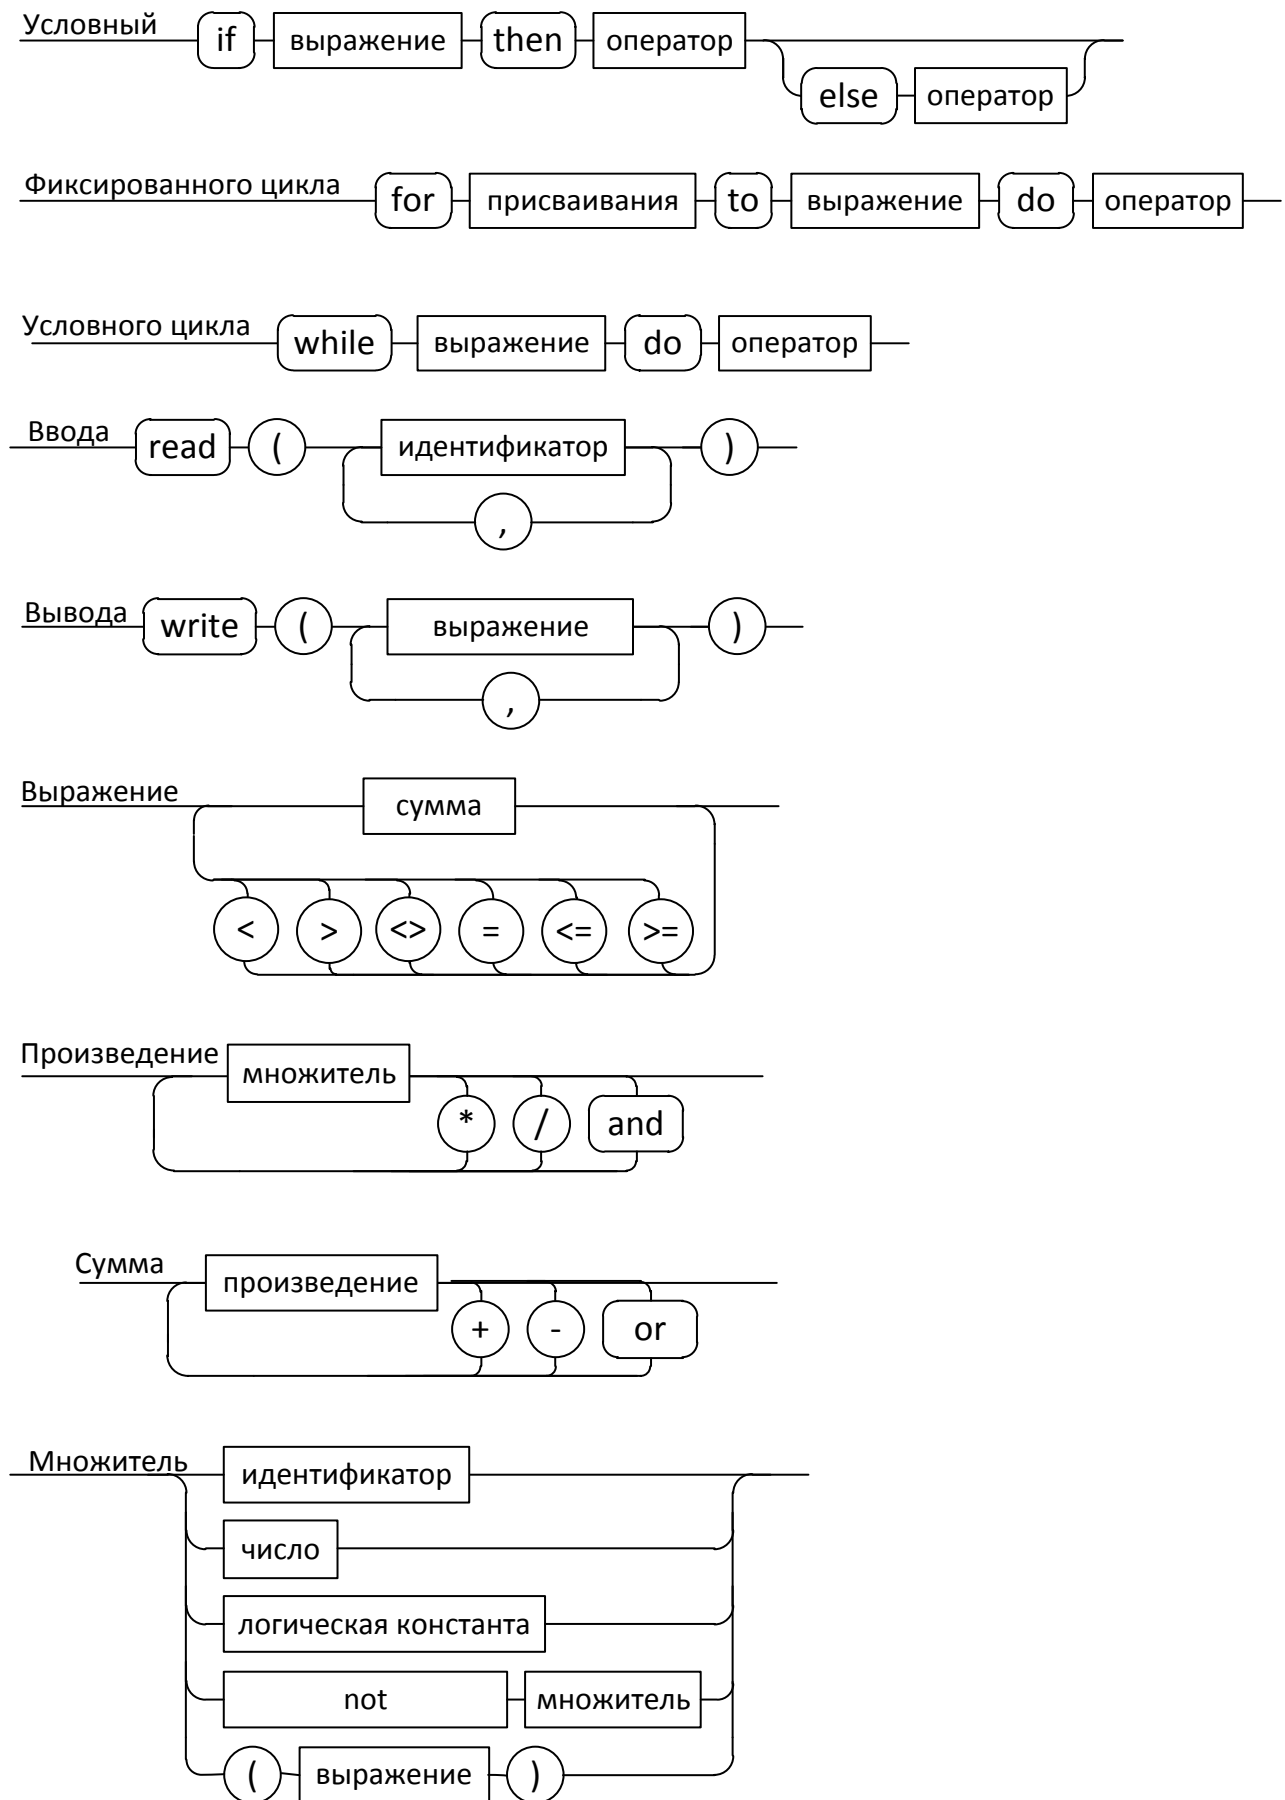 Условный if выражение then оператор
else оператор
Фиксированного цикла for присваивания to выражение do оператор
Условного цикла while выражение do оператор
Ввода read ( идентификатор )
,
Вывода write ( выражение )
,
Выражение сумма
< > <> = <= >=
Произведение множитель
* / and
Сумма произведение
+ - or
Множитель идентификатор
число
логическая константа
not множитель
( выражение )